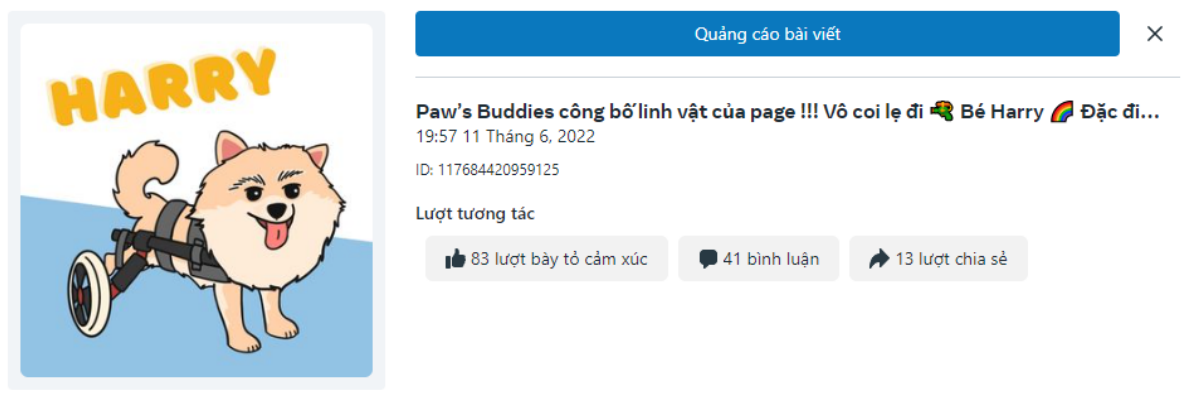 HARRY
Quảng cáo bài viết
Paw's Buddies công bố linh vật của page !!! Vô coi lẹ đi 🔫 Bé Harry 🌈 Đặc đi...
19:57 11 Tháng 6, 2022
ID: 117684420959125
Lượt tương tác
83 lượt bày tỏ cảm xúc
41 bình luận
13 lượt chia sẻ